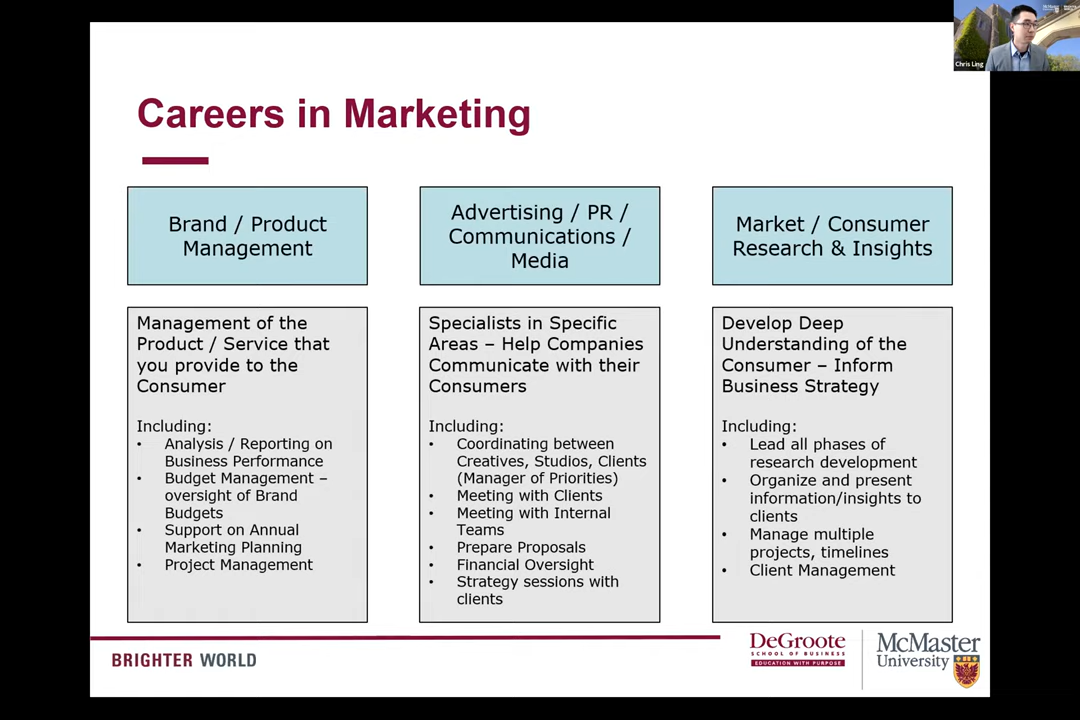 Chris Ling
Careers in Marketing
Brand / Product
Management
Advertising / PR /
Communications /
Media
Market / Consumer
Research & Insights
Management of the
Product / Service that
you provide to the
Consumer
Including:
• Analysis / Reporting on
Business Performance
• Budget Management –
oversight of Brand
Budgets
• Support on Annual
Marketing Planning
• Project Management
Specialists in Specific
Areas – Help Companies
Communicate with their
Consumers
Including:
• Coordinating between
Creatives, Studios, Clients
(Manager of Priorities)
• Meeting with Clients
• Meeting with Internal
Teams
• Prepare Proposals
• Financial Oversight
• Strategy sessions with
clients
Develop Deep
Understanding of the
Consumer – Inform
Business Strategy
Including:
• Lead all phases of
research development
• Organize and present
information/insights to
clients
• Manage multiple
projects, timelines
• Client Management
BRIGHTER WORLD
DeGroote
SCHOOL OF BUSINESS
EDUCATION WITH PURPOSE
McMaster
University